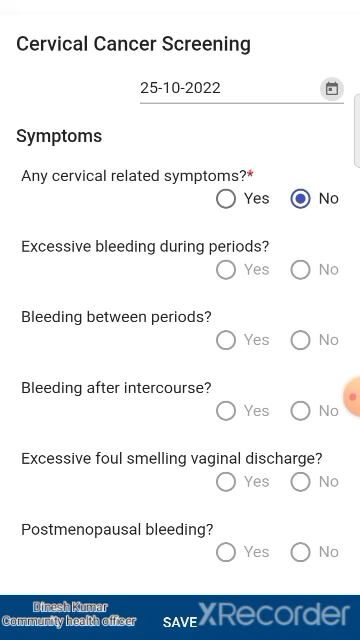 Cervical Cancer Screening
25-10-2022
Symptoms
Any cervical related symptoms?*
Yes No
Excessive bleeding during periods?
Yes No
Bleeding between periods?
Yes No
Bleeding after intercourse?
Yes No
Excessive foul smelling vaginal discharge?
Yes No
Postmenopausal bleeding?
Yes No
Dinesh Kumar
Community health officer
SAVE
XRecorder